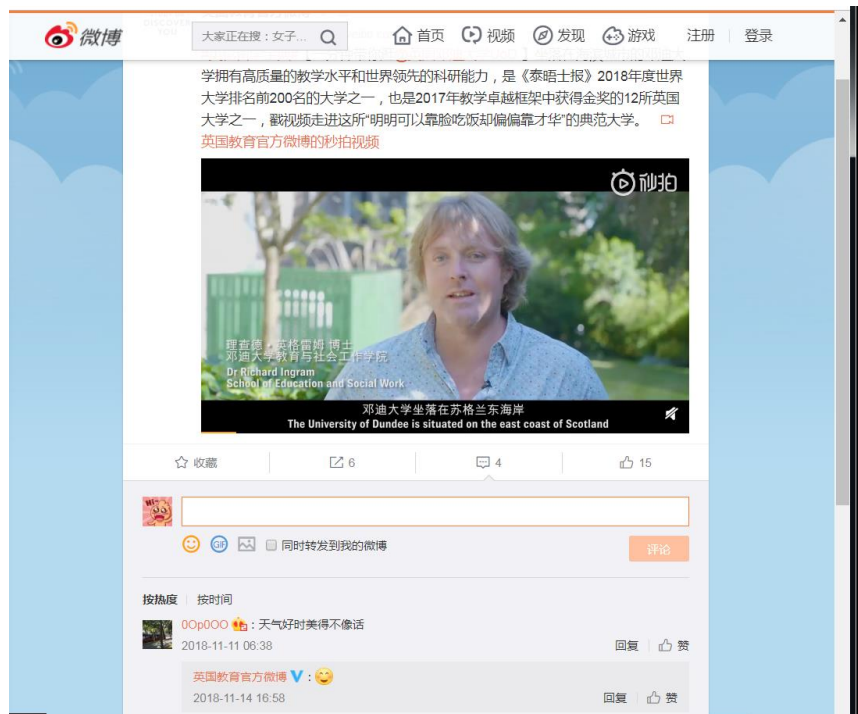 微博
大家正在搜：女子...
首页
视频
发现
游戏
注册
登录
学拥有高质量的教学水平和世界领先的科研能力，是《泰晤士报》2018年度世界
大学排名前200名的大学之一，也是2017年教学卓越框架中获得金奖的12所英国
大学之一，戳视频走进这所“明明可以靠脸吃饭却偏偏靠才华”的典范大学。
英国教育官方微博的秒拍视频
秒拍
理查德·英格雷姆 博士
邓迪大学教育与社会工作学院
Dr Richard Ingram
School of Education and Social Work
邓迪大学坐落在苏格兰东海岸
The University of Dundee is situated on the east coast of Scotland
收藏
6
4
15
GIF
同时转发到我的微博
评论
按热度
按时间
0Op0OO：天气好时美得不像话
2018-11-11 06:38
回复
赞
英国教育官方微博：
2018-11-14 16:58
回复
赞